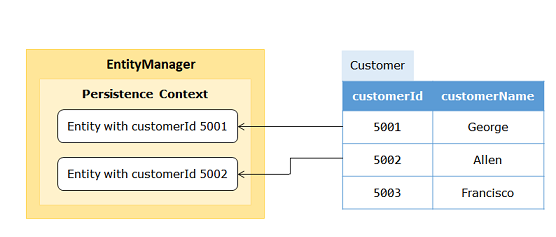 EntityManager
Persistence Context
Entity with customerId 5001
Entity with customerId 5002
Customer
customerId customerName
5001 George
5002 Allen
5003 Francisco